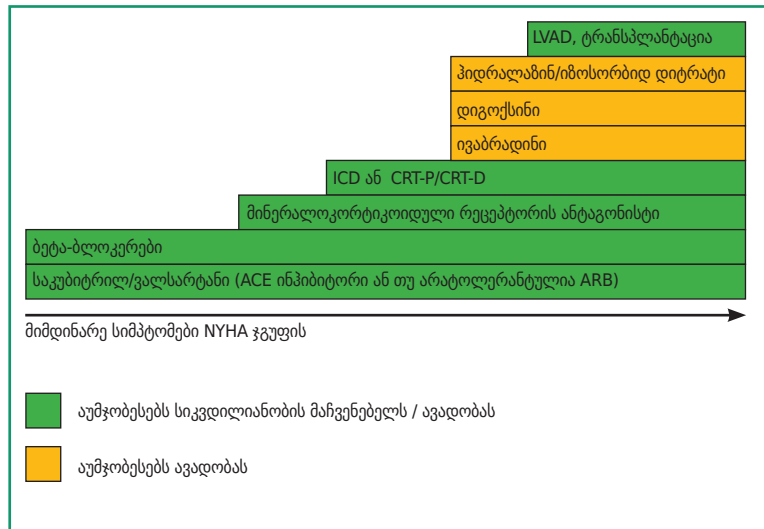 LVAD, ტრანსპლანტაცია
ჰიდრალაზინ/იზოსორბიდ დიტრატი
დიგოქსინი
ივაბრადინი
ICD ან CRT-P/CRT-D
მინერალოკორტიკოიდული რეცეპტორის ანტაგონისტი
ბეტა-ბლოკერები
საკუბიტრილ/ვალსარტანი (ACE ინჰიბიტორი ან თუ არატოლერანტულია ARB)
მიმდინარე სიმპტომები NYHA ჯგუფის
აუმჯობესებს სიკვდილიანობის მაჩვენებელს / ავადობას
აუმჯობესებს ავადობას